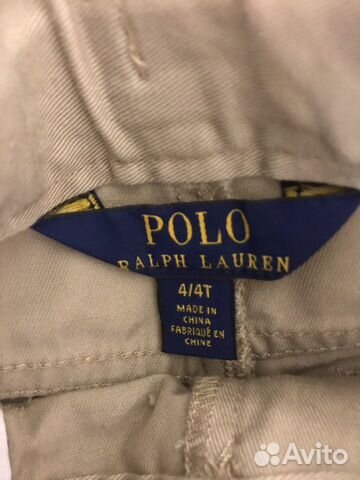 POLO
RALPH LAUREN
4/4T
MADE IN
CHINA
FABRIQUÉ EN
CHINE
Avito